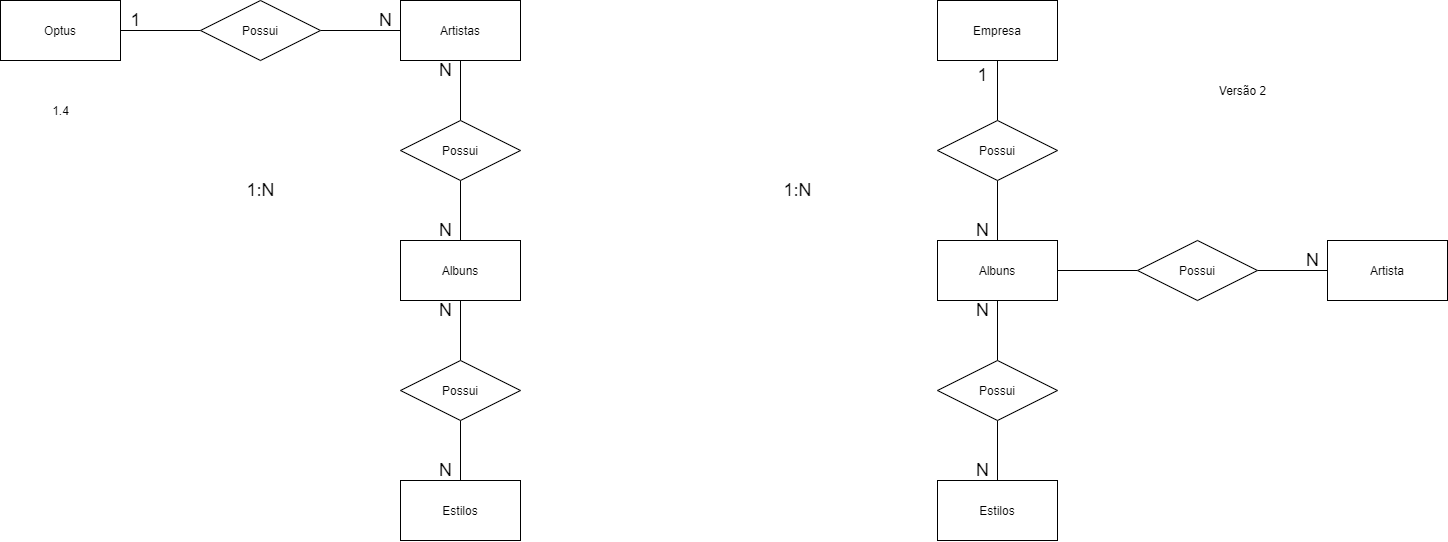 Optus
1
Possui
N
Artistas
N
1.4
Possui
1:N
N
Albuns
N
Possui
N
Estilos
Empresa
1
Versão 2
Possui
1:N
N
Albuns
Possui
N
Artista
N
Possui
N
Estilos